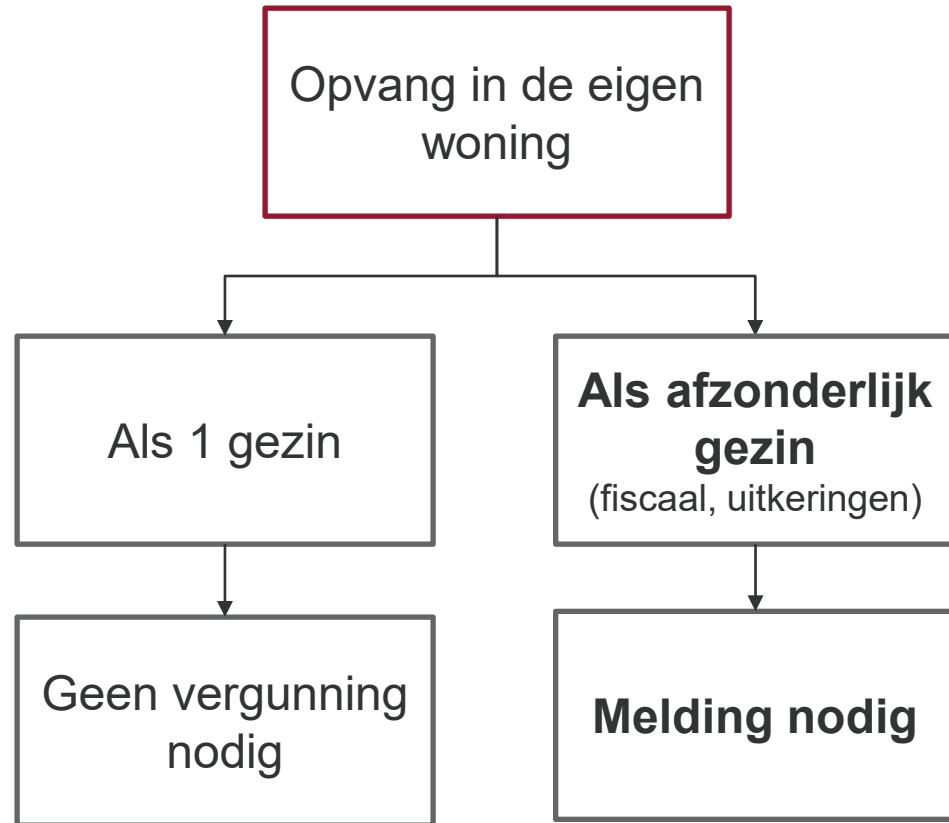 Opvang in de eigen
woning
Als 1 gezin
Als afzonderlijk
gezin
(fiscaal, uitkeringen)
Geen vergunning
nodig
Melding nodig